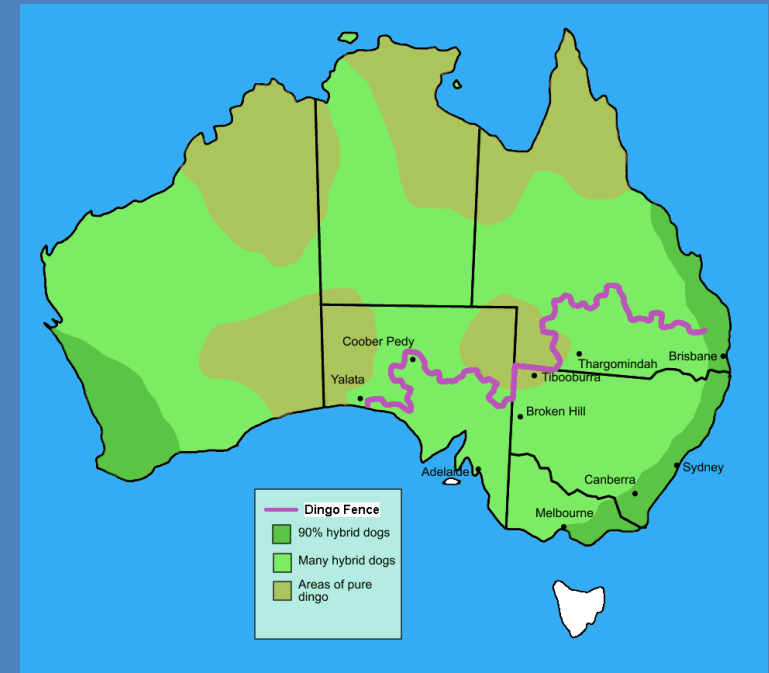 Coober Pedy
Brisbane
Thargomindah
Yalata
Tibooburra
Broken Hill
Adelaide
Sydney
Canberra
Melbourne
Dingo Fence
90% hybrid dogs
Many hybrid dogs
Areas of pure
dingo